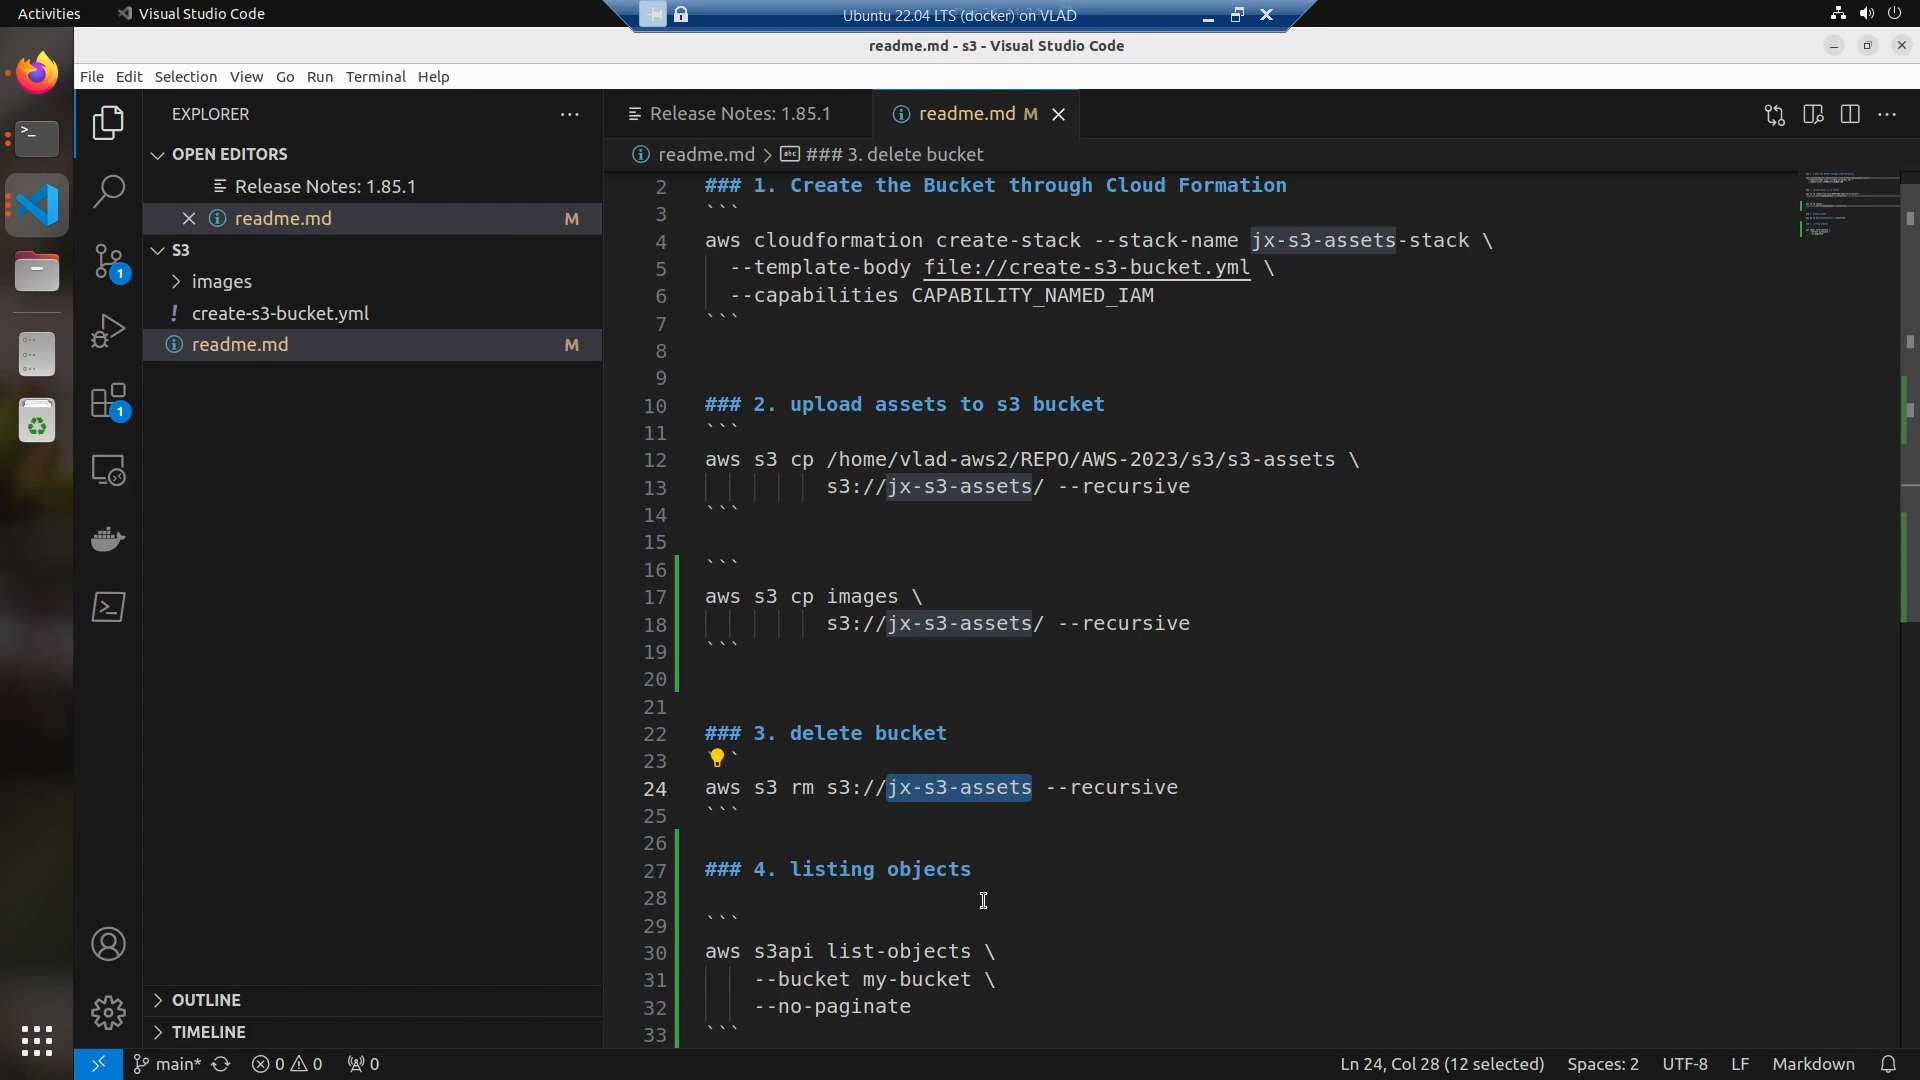 Activities
Visual Studio Code
Ubuntu 22.04 LTS (docker) on VLAD
readme.md - s3 - Visual Studio Code
File Edit Selection View Go Run Terminal Help
EXPLORER
Release Notes: 1.85.1
readme.md M
OPEN EDITORS
readme.md > ### 3. delete bucket
Release Notes: 1.85.1
readme.md M
S3
images
! create-s3-bucket.yml
readme.md M
1
1
2 ### 1. Create the Bucket through Cloud Formation
3 ```
4 aws cloudformation create-stack --stack-name jx-s3-assets-stack \
5 --template-body file://create-s3-bucket.yml \
6 --capabilities CAPABILITY_NAMED_IAM
7 ```
8
9
10 ### 2. upload assets to s3 bucket
11 ```
12 aws s3 cp /home/vlad-aws2/REPO/AWS-2023/s3/s3-assets \
13 s3://jx-s3-assets/ --recursive
14 ```
15
16 ```
17 aws s3 cp images \
18 s3://jx-s3-assets/ --recursive
19 ```
20
21
22 ### 3. delete bucket
23 ```
24 aws s3 rm s3://jx-s3-assets --recursive
25 ```
26
27 ### 4. listing objects
28
29 ```
30 aws s3api list-objects \
31 --bucket my-bucket \
32 --no-paginate
33 ```
OUTLINE
TIMELINE
main* 0 0 0
Ln 24, Col 28 (12 selected) Spaces: 2 UTF-8 LF Markdown